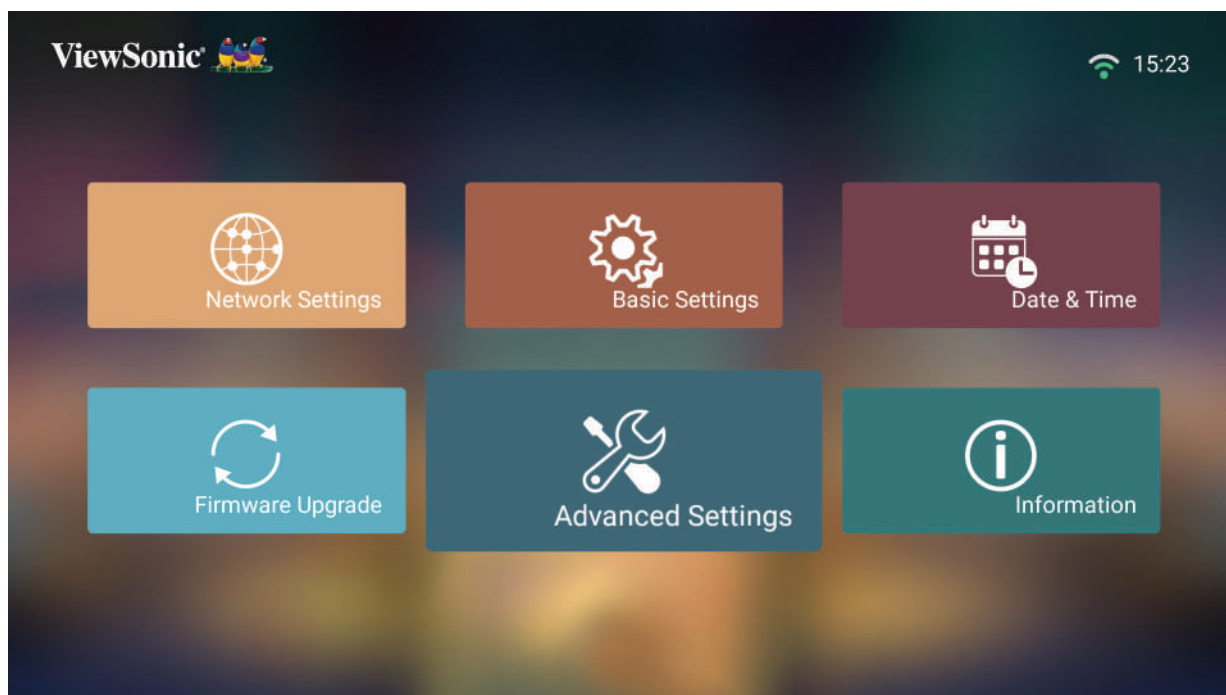 ViewSonic®
15:23
Network Settings
Basic Settings
Date & Time
Firmware Upgrade
Advanced Settings
Information